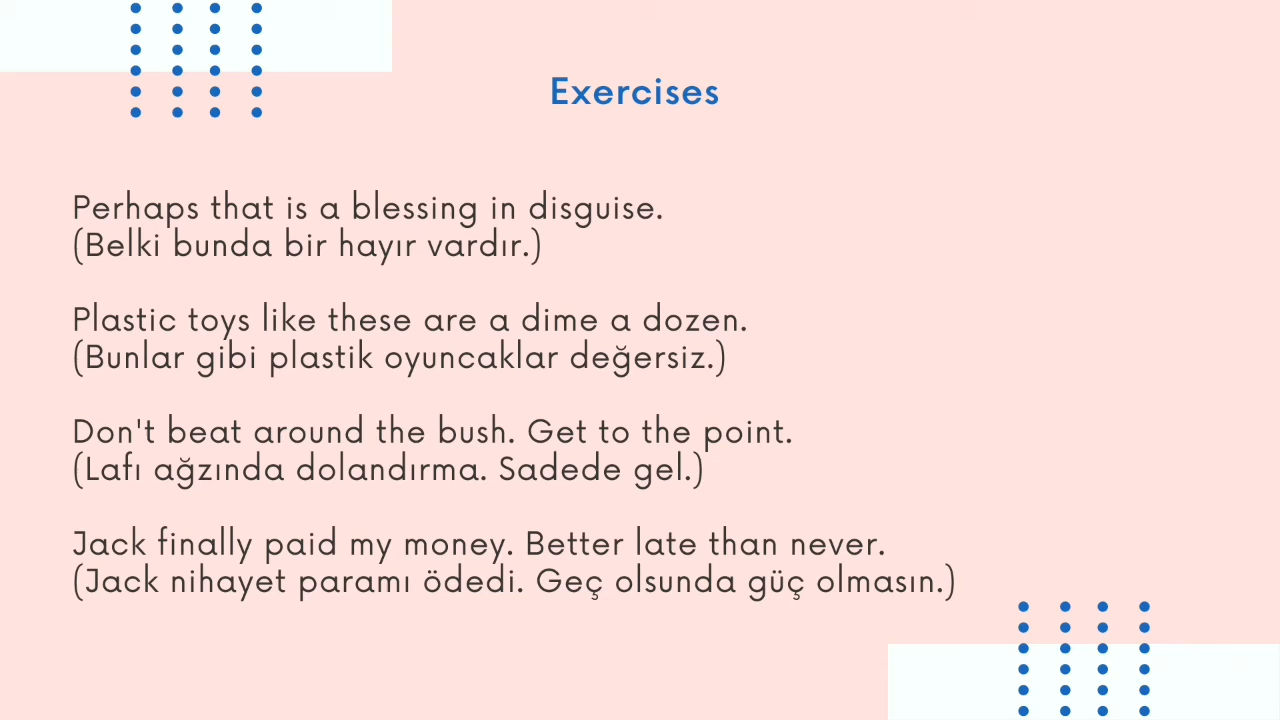 Exercises
Perhaps that is a blessing in disguise.
(Belki bunda bir hayır vardır.)
Plastic toys like these are a dime a dozen.
(Bunlar gibi plastik oyuncaklar değersiz.)
Don't beat around the bush. Get to the point.
(Lafı ağzında dolandırma. Sadede gel.)
Jack finally paid my money. Better late than never.
(Jack nihayet paramı ödedi. Geç olsunda güç olmasın.)